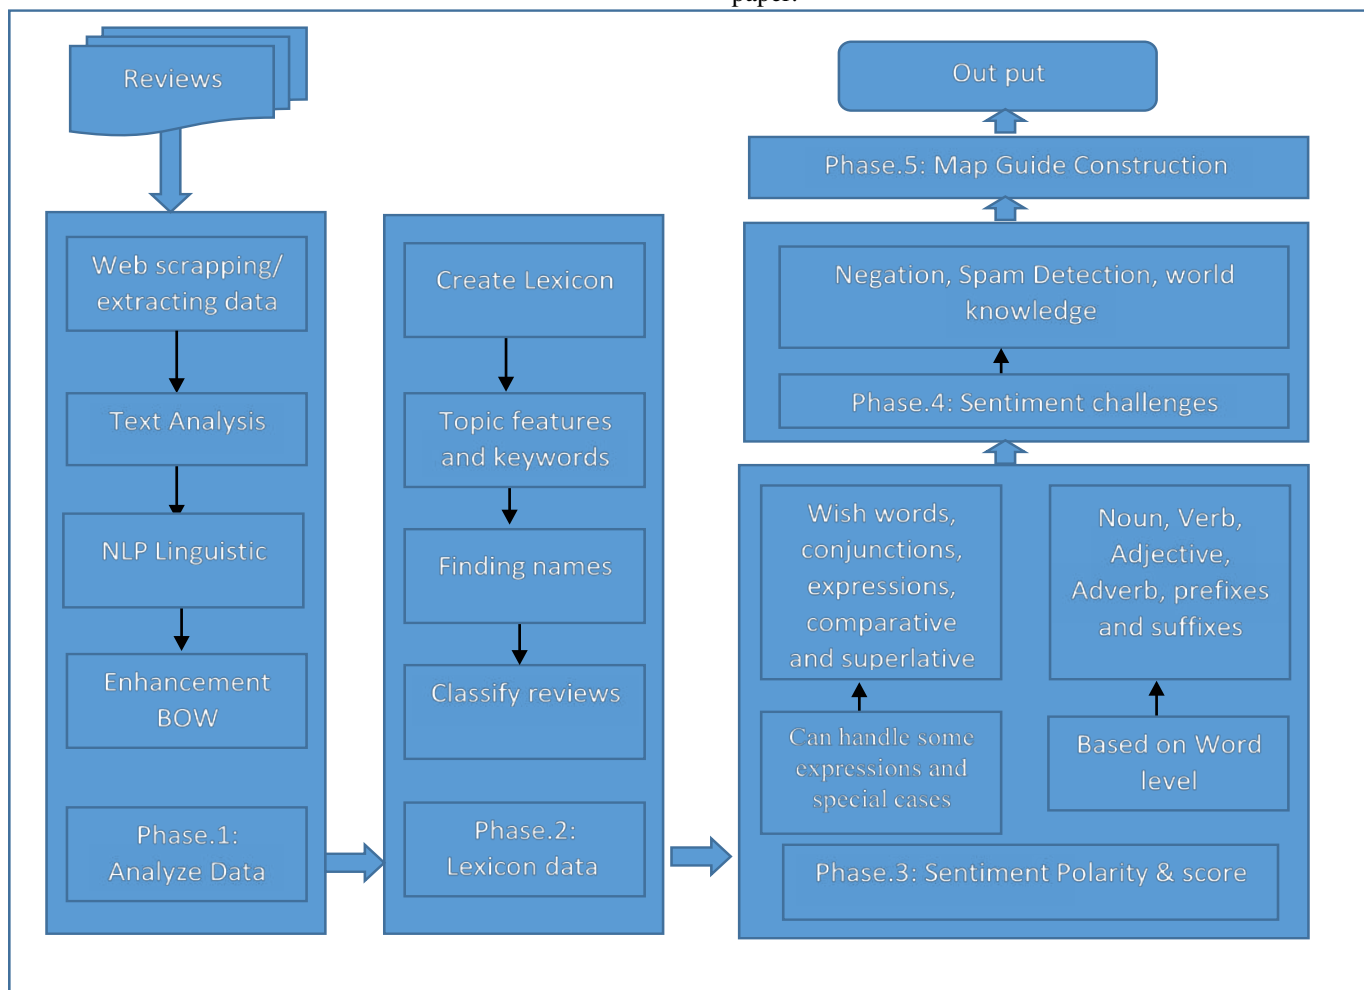 paper.
Reviews
Web scrapping/
extracting data
Text Analysis
NLP Linguistic
Enhancement
BOW
Phase.1:
Analyze Data
Create Lexicon
Topic features
and keywords
Finding names
Classify reviews
Phase.2:
Lexicon data
Out put
Phase.5: Map Guide Construction
Negation, Spam Detection, world
knowledge
Phase.4: Sentiment challenges
Wish words,
conjunctions,
expressions,
comparative
and superlative
Noun, Verb,
Adjective,
Adverb, prefixes
and suffixes
Can handle some
expressions and
special cases
Based on Word
level
Phase.3: Sentiment Polarity & score